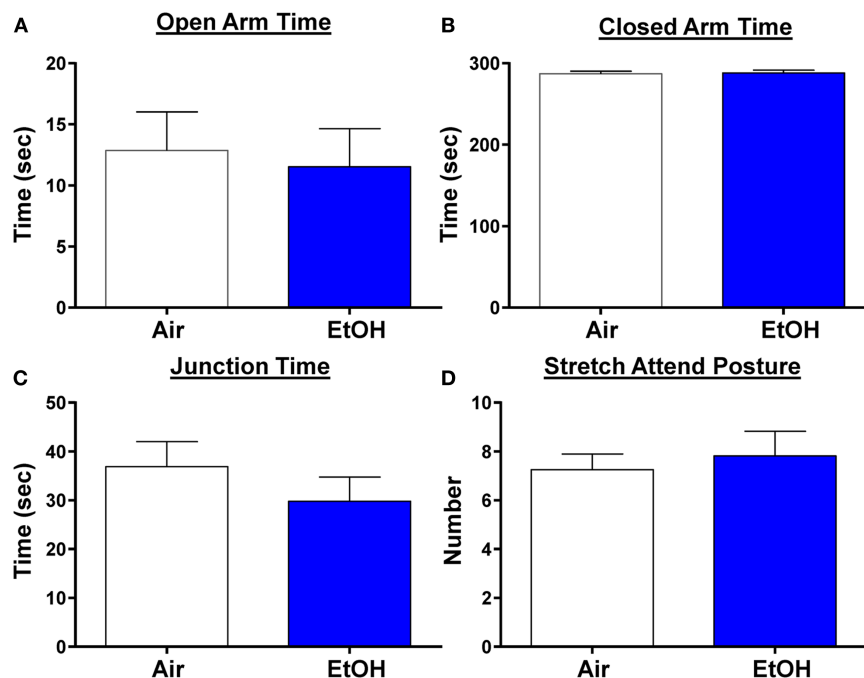 A
Open Arm Time
20
15
10
5
0
Time (sec)
Air
EtOH
B
Closed Arm Time
300
200
100
0
Time (sec)
Air
EtOH
C
Junction Time
50
40
30
20
10
0
Time (sec)
Air
EtOH
D
Stretch Attend Posture
10
8
6
4
2
0
Number
Air
EtOH